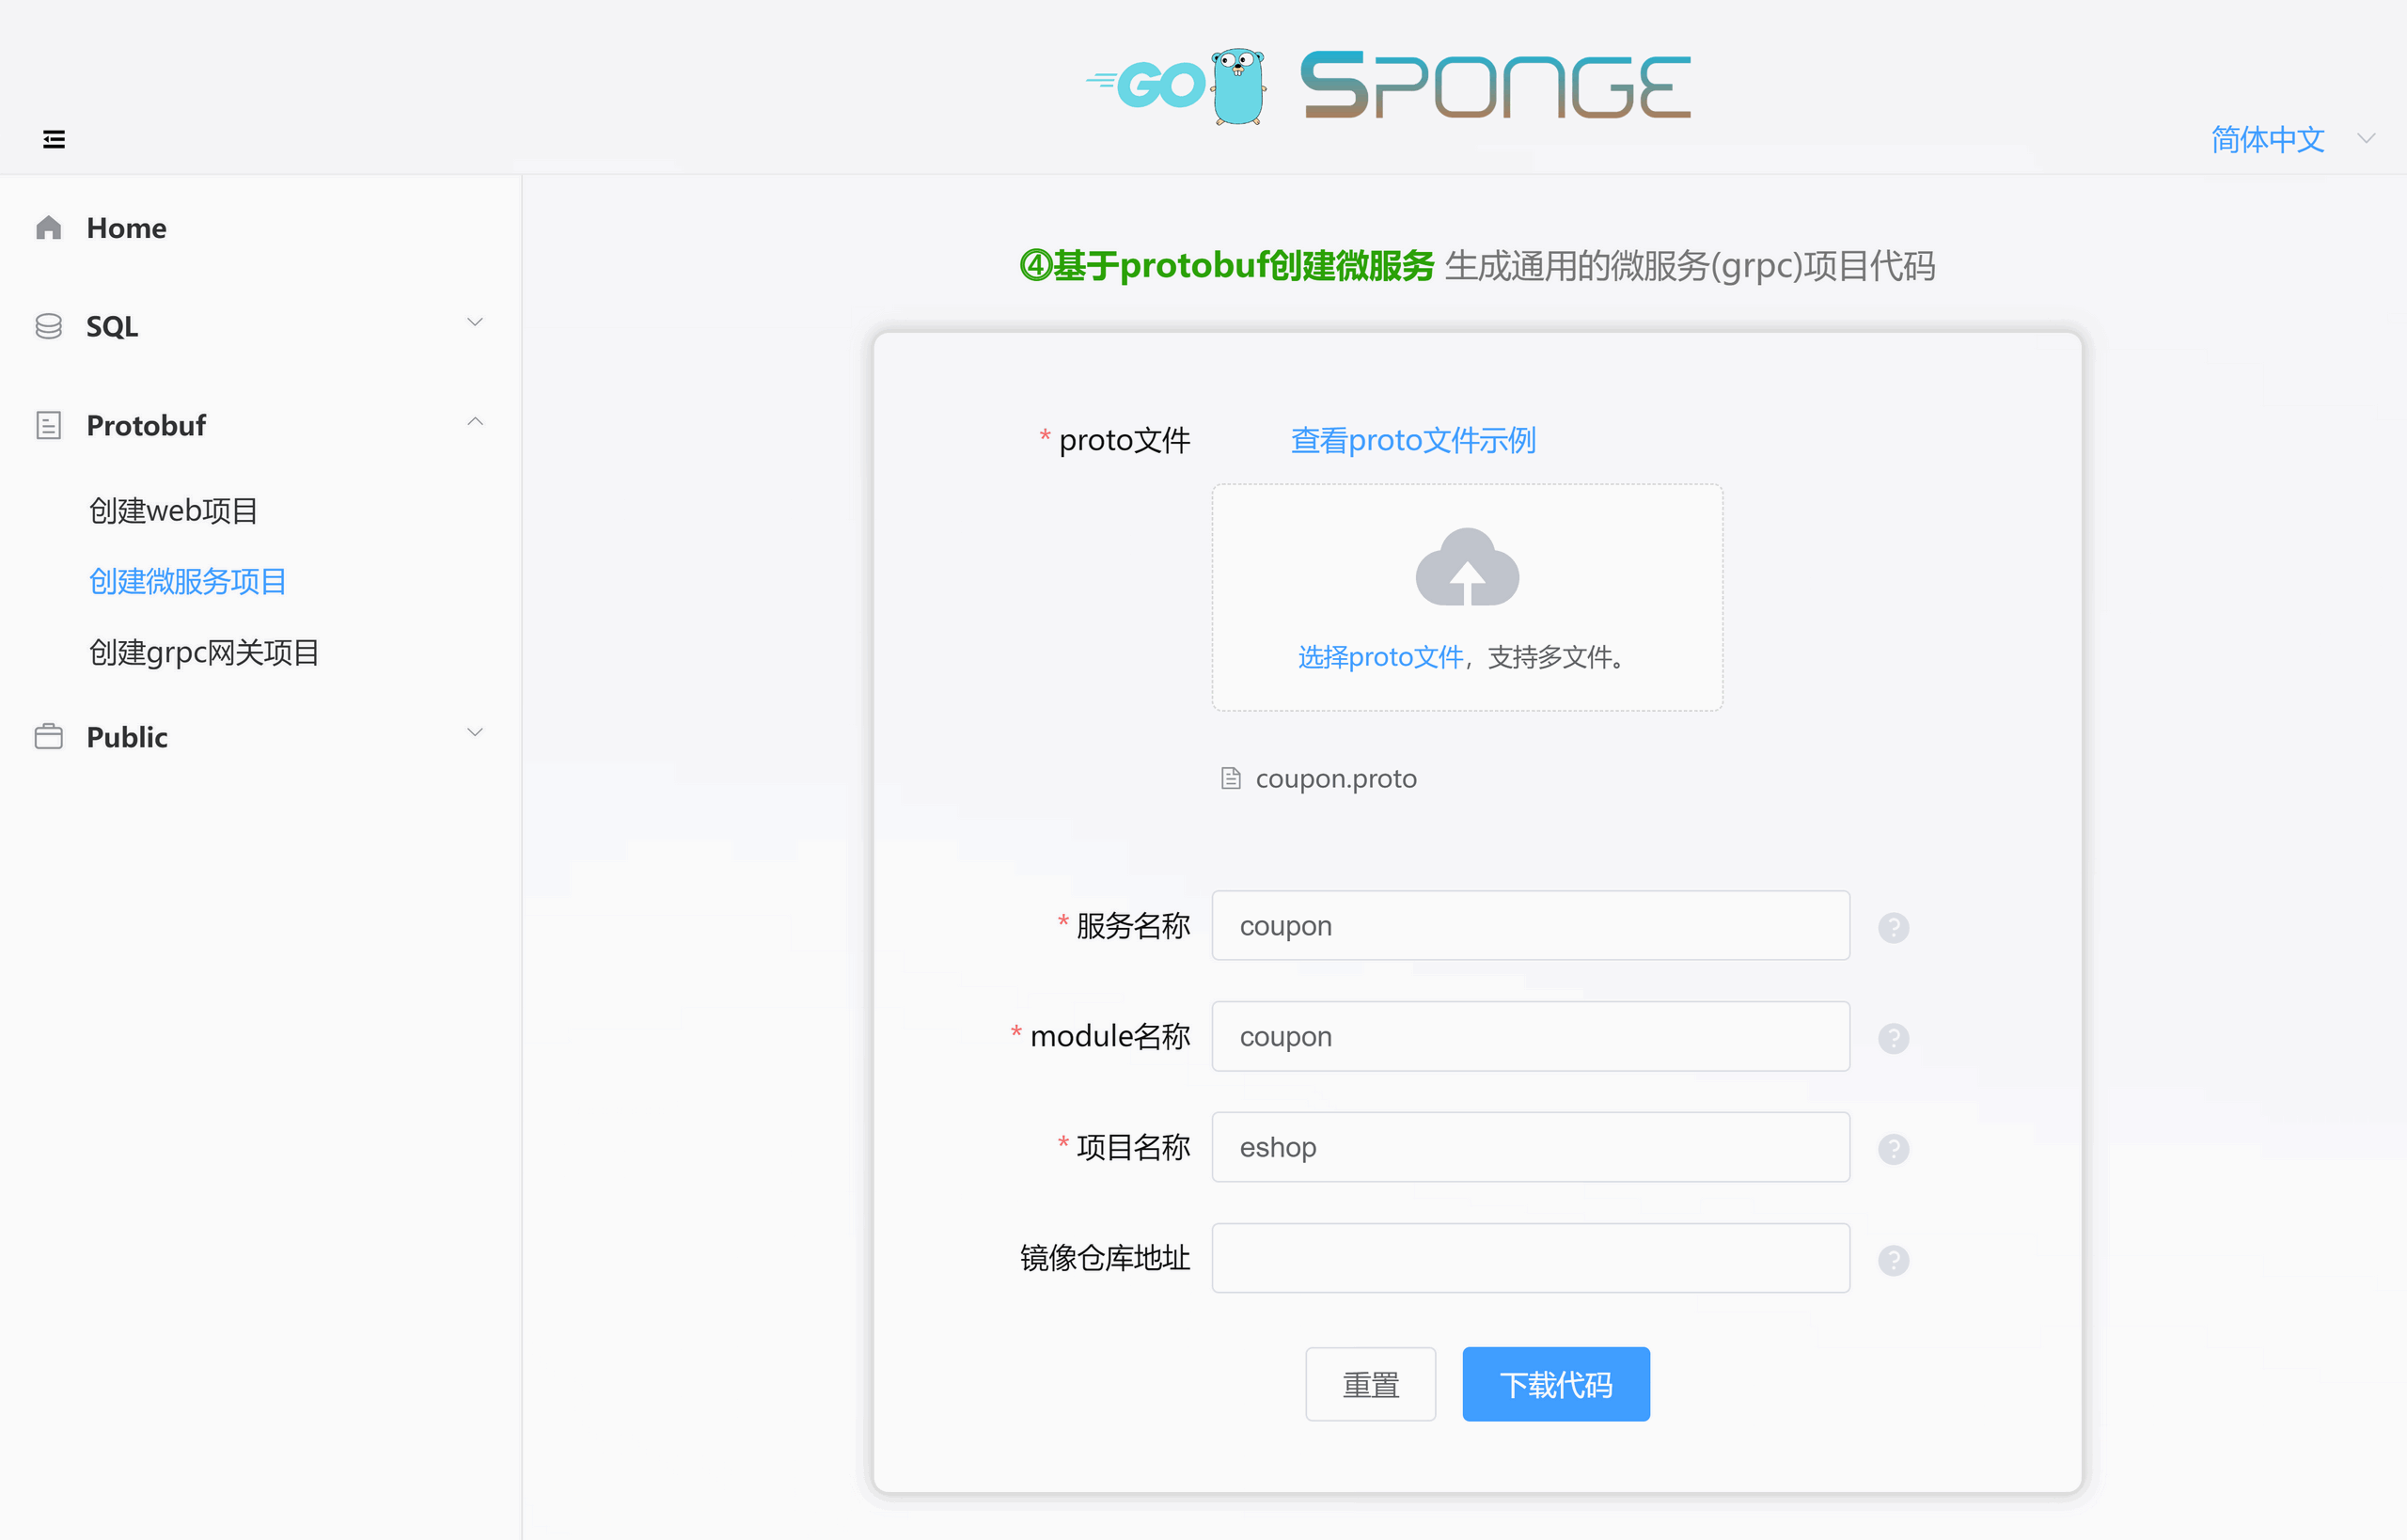 GO SPONGE
简体中文
Home
SQL
Protobuf
创建web项目
创建微服务项目
创建grpc网关项目
Public
④基于protobuf创建微服务 生成通用的微服务(grpc)项目代码
* proto文件 查看proto文件示例
选择proto文件，支持多文件。
coupon.proto
* 服务名称 coupon ?
* module名称 coupon ?
* 项目名称 eshop ?
镜像仓库地址 ?
重置 下载代码